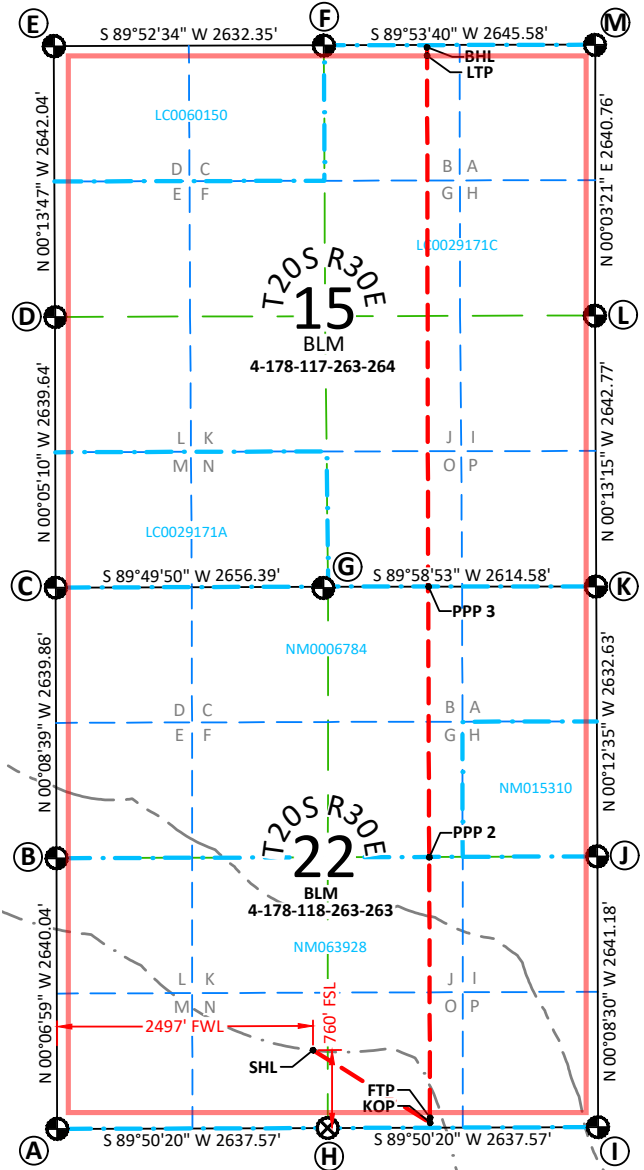 E
F
M
S 89°52'34" W 2632.35'
S 89°53'40" W 2645.58'
BHL
LTP
N 00°13'47" W 2642.04'
N 00°03'21" E 2640.76'
LC0060150
D C
B A
E F
G H
LC0029171C
T20S R30E
15
BLM
4-178-117-263-264
D
L
N 00°05'10" W 2639.64'
N 00°13'15" W 2642.77'
L K
J I
M N
O P
LC0029171A
S 89°49'50" W 2656.39'
S 89°58'53" W 2614.58'
C
G
K
PPP 3
NM0006784
N 00°08'39" W 2639.86'
N 00°12'35" W 2632.63'
D C
B A
E F
G H
NM015310
T20S R30E
22
BLM
4-178-118-263-263
PPP 2
B
J
NM063928
N 00°06'59" W 2640.04'
N 00°08'30" W 2641.18'
L K
J I
M N
O P
2497' FWL
760' FSL
SHL
FTP
KOP
A
S 89°50'20" W 2637.57'
H
S 89°50'20" W 2637.57'
I